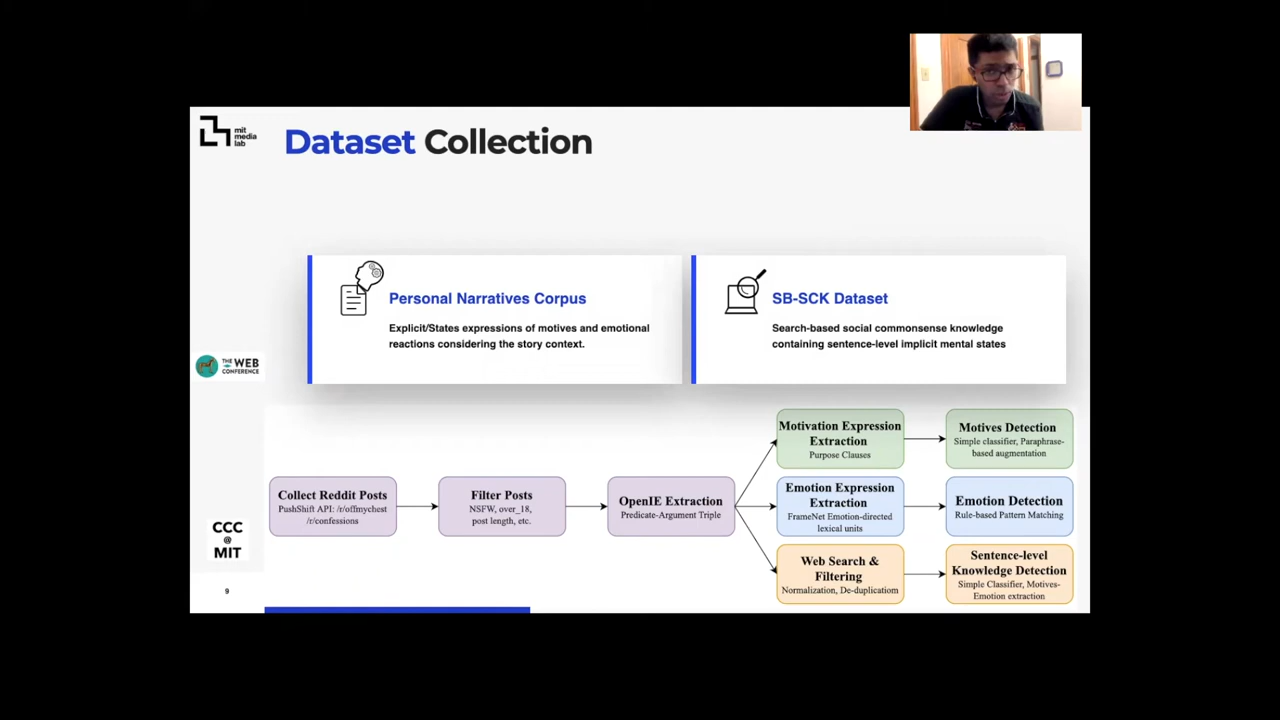 mit
media
lab
Dataset Collection
Personal Narratives Corpus
Explicit/States expressions of motives and emotional
reactions considering the story context.
SB-SCK Dataset
Search-based social commonsense knowledge
containing sentence-level implicit mental states
THE
WEB
CONFERENCE
Collect Reddit Posts
PushShift API: /r/offmychest
/r/confessions
Filter Posts
NSFW, over_18,
post length, etc.
OpenIE Extraction
Predicate-Argument Triple
Motivation Expression
Extraction
Purpose Clauses
Motives Detection
Simple classifier, Paraphrase-
based augmentation
Emotion Expression
Extraction
FrameNet Emotion-directed
lexical units
Emotion Detection
Rule-based Pattern Matching
Web Search &
Filtering
Normalization, De-duplicatiom
Sentence-level
Knowledge Detection
Simple Classifier, Motives-
Emotion extraction
CCC
@
MIT
9